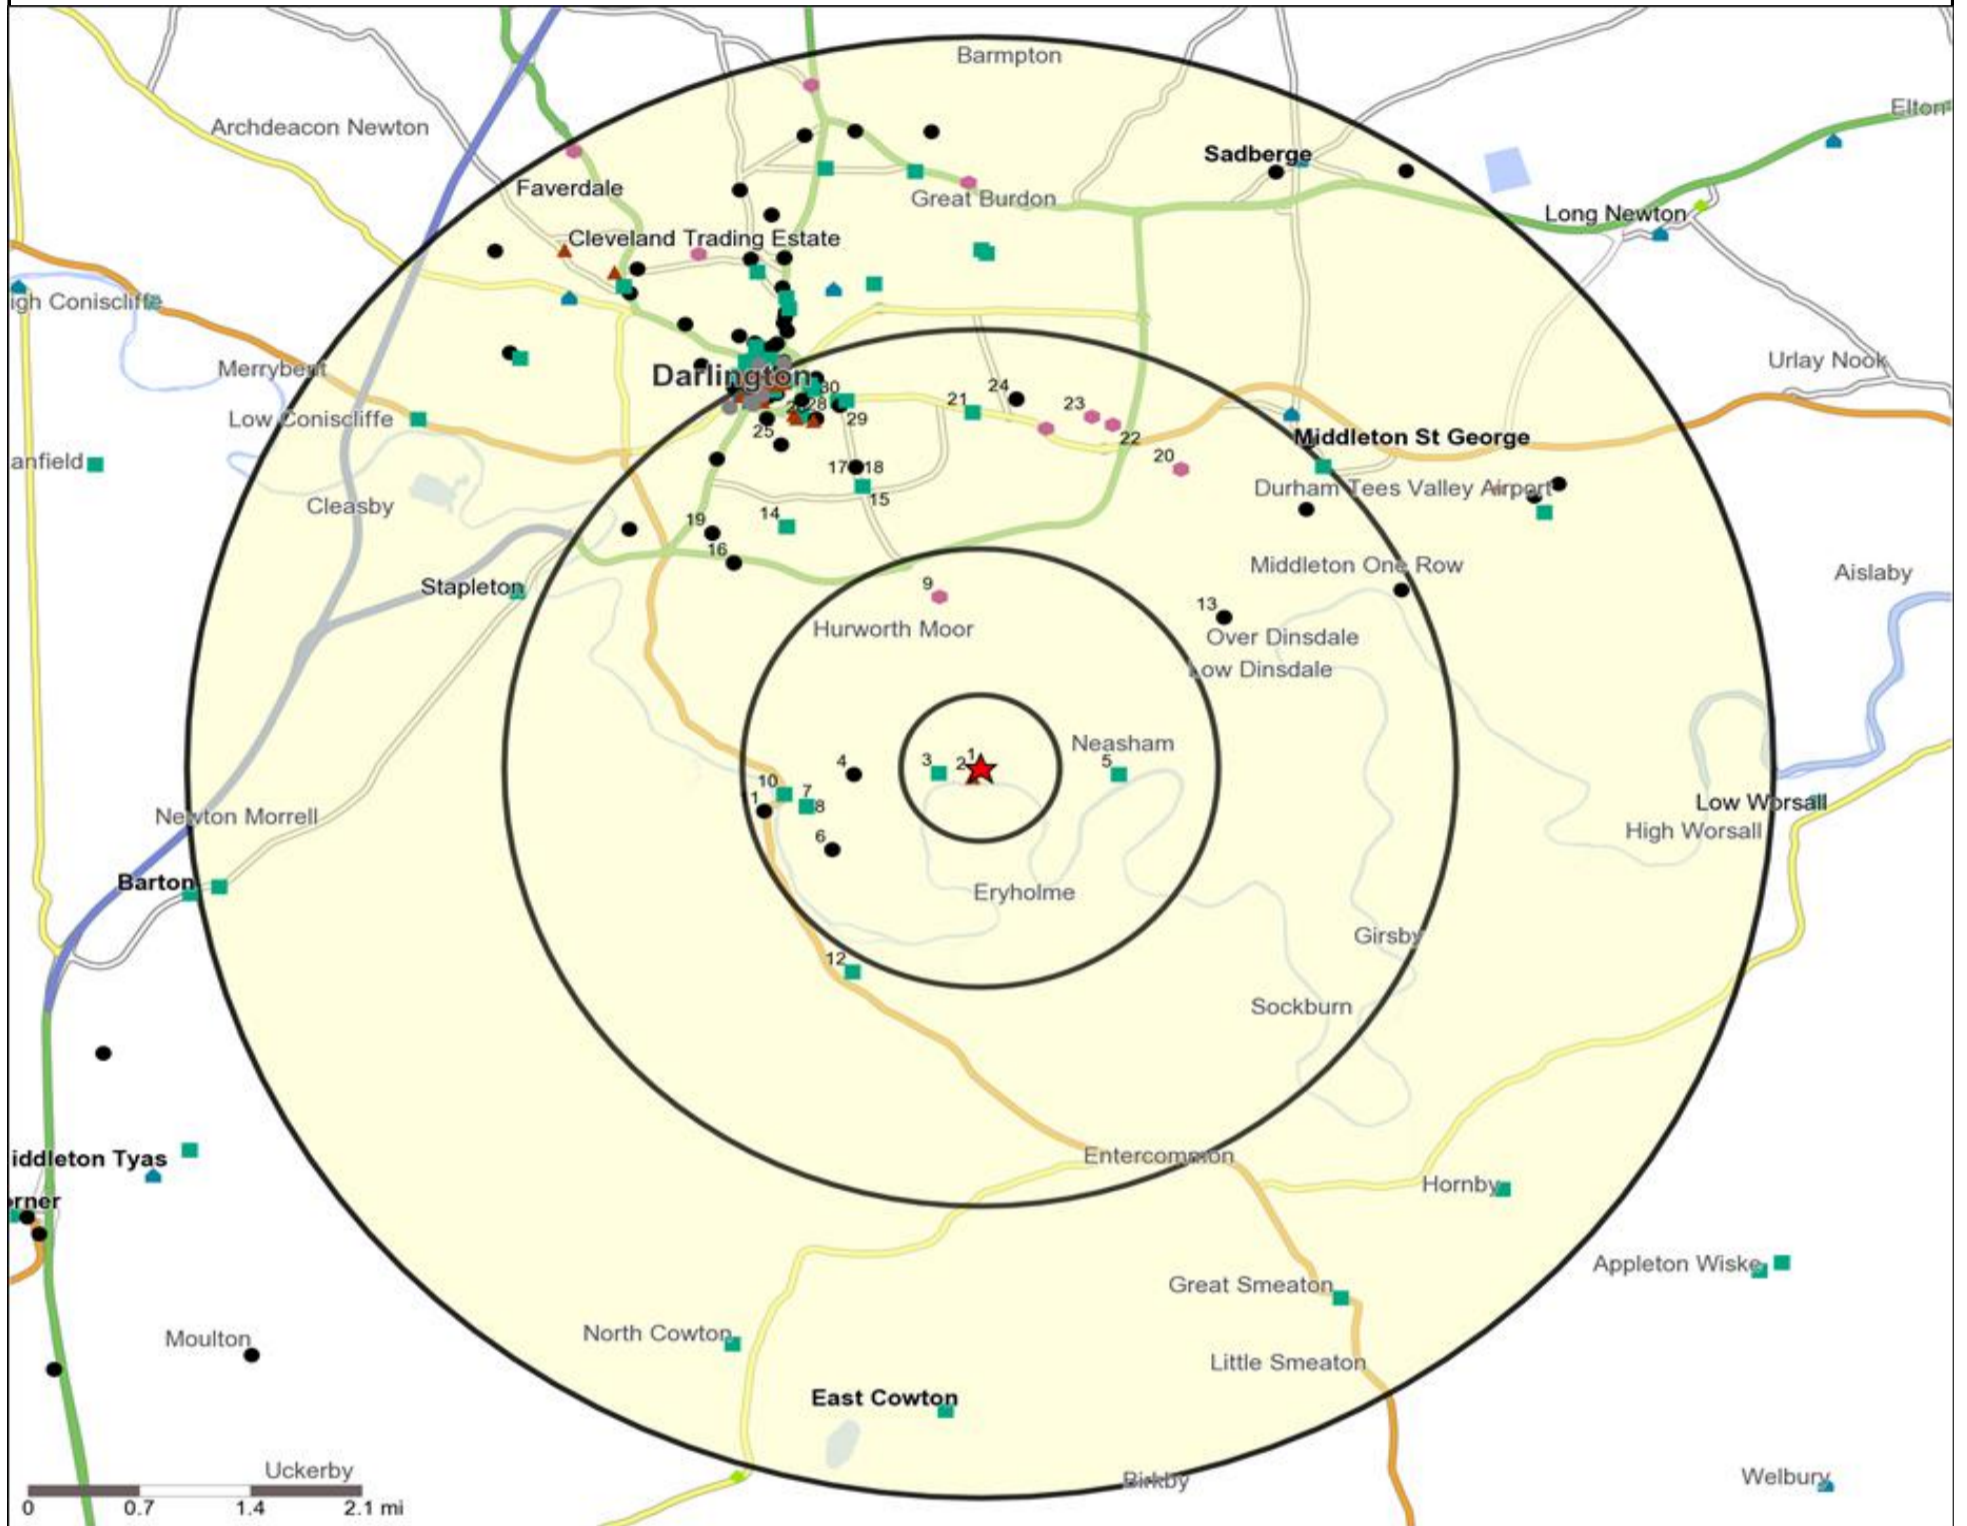 Barmpton
Elton
Archdeacon Newton
Sadberge
Faverdale
Great Burdon
Long Newton
Cleveland Trading Estate
igh Coniscliffe
Merrybent
Urlay Nook
Darlington
30
24
21
23
Low Coniscliffe
28
29
25
22
Middleton St George
anfield
17
18
20
Durham Tees Valley Airport
15
Cleasby
14
19
16
Middleton One Row
Aislaby
Stapleton
9
13
Hurworth Moor
Over Dinsdale
Low Dinsdale
Neasham
1
4
3
2
5
10
7
8
Low Worsall
Newton Morrell
High Worsall
6
Barton
Eryholme
Girsby
12
Sockburn
iddleton Tyas
Entercommon
Hornby
orner
Appleton Wiske
Great Smeaton
North Cowton
Moulton
Little Smeaton
East Cowton
Uckerby
Birkby
Welbury
0 0.7 1.4 2.1 mi